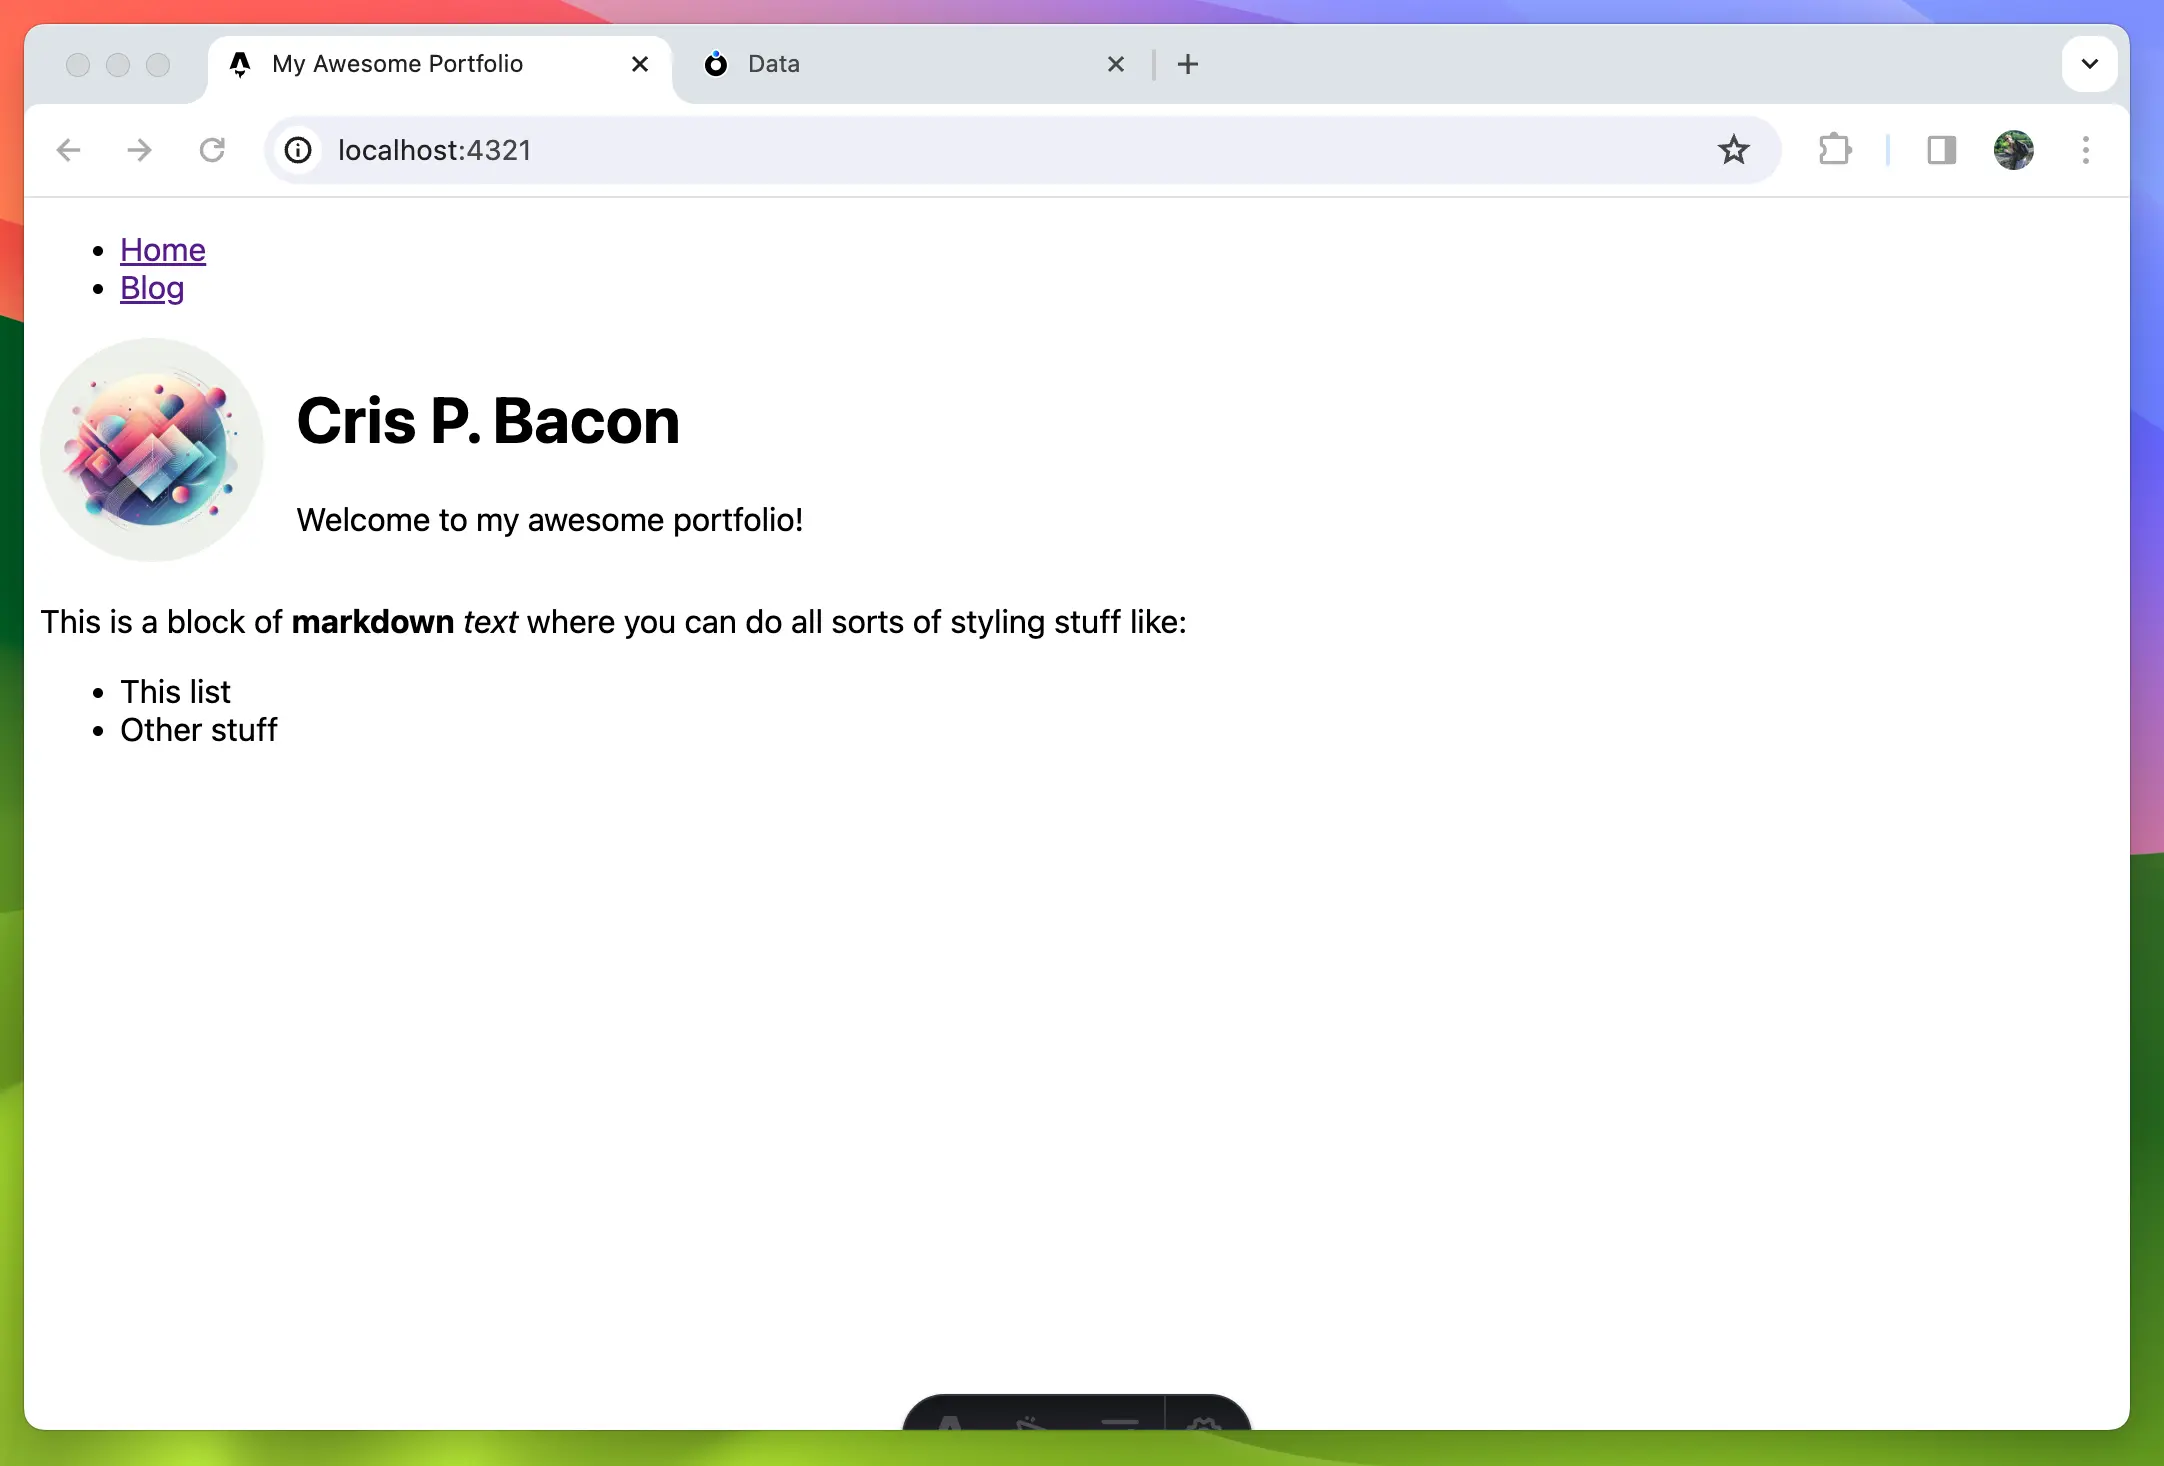 My Awesome Portfolio
Data
localhost:4321
Home
Blog
Cris P. Bacon
Welcome to my awesome portfolio!
This is a block of markdown text where you can do all sorts of styling stuff like:
This list
Other stuff